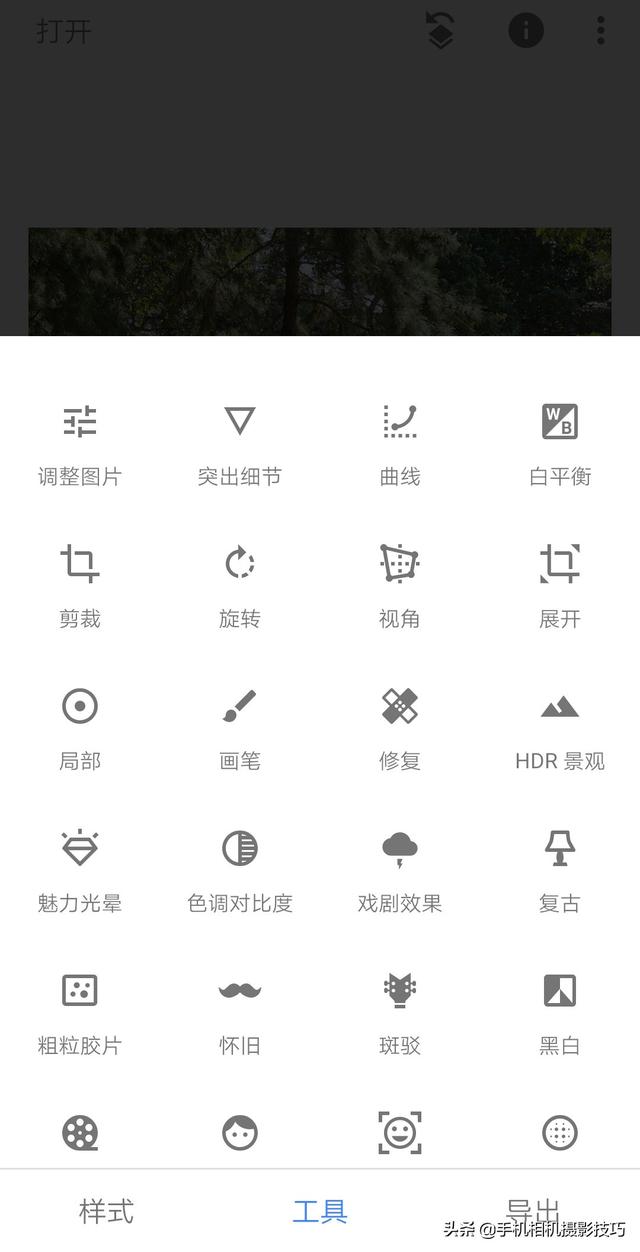 打开
调整图片 突出细节 曲线 白平衡
WB
剪裁 旋转 视角 展开
局部 画笔 修复 HDR 景观
魅力光晕 色调对比度 戏剧效果 复古
粗粒胶片 怀旧 斑驳 黑白
样式 工具 导出
头条 @手机相机摄影技巧